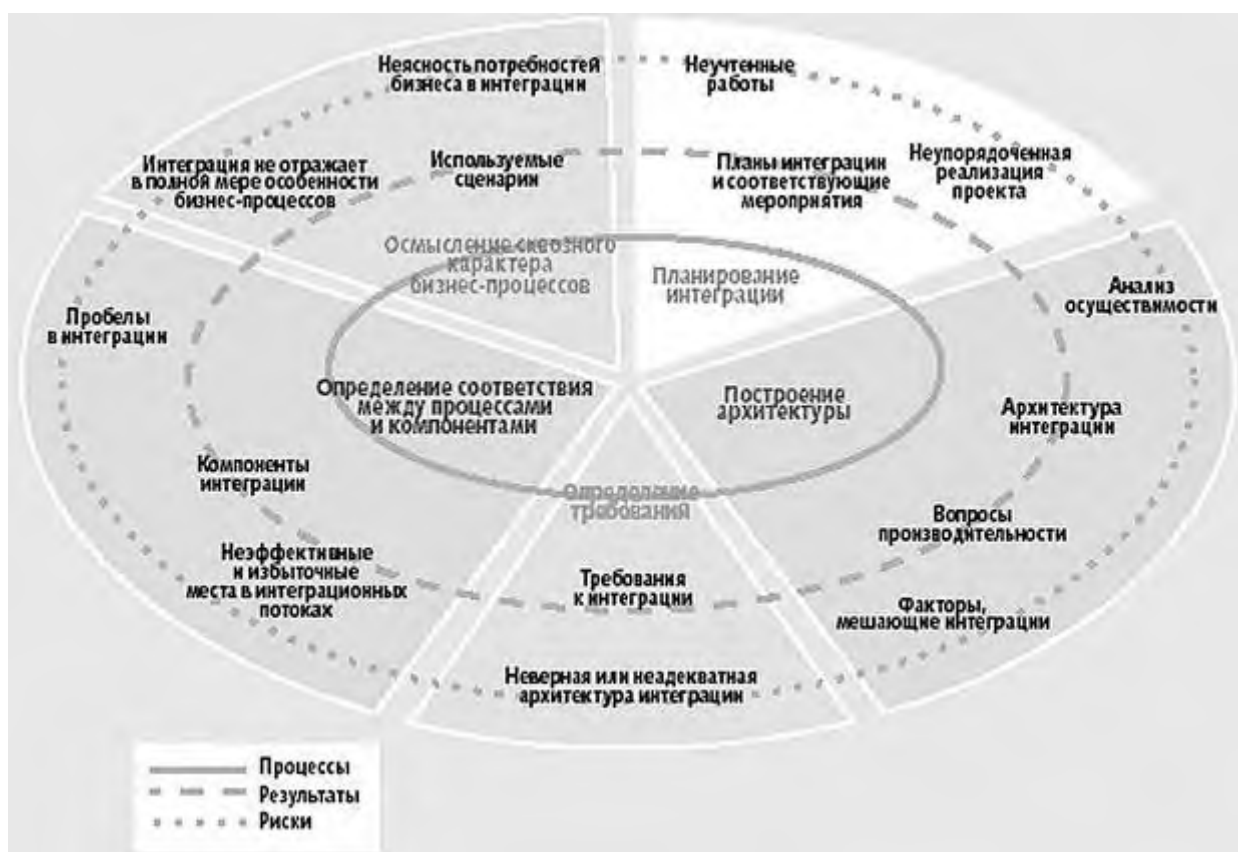 Неясность потребностей
бизнеса в интеграции
Неучтенные
работы
Интеграция не отражает
в полной мере особенности
бизнес-процессов
Используемые
сценарии
Планы интеграции
и соответствующие
мероприятия
Неупорядоченная
реализация
проекта
Осмысление сквозного
характера
бизнес-процессов
Планирование
интеграции
Пробелы
в интеграции
Анализ
осуществимости
Определение соответствия
между процессами
и компонентами
Построение
архитектуры
Архитектура
интеграции
Компоненты
интеграции
Определение
требований
Вопросы
производительности
Неэффективные
и избыточные
места в интеграционных
потоках
Требования
к интеграции
Факторы,
мешающие интеграции
Неверная или неадекватная
архитектура интеграции
Процессы
Результаты
Риски